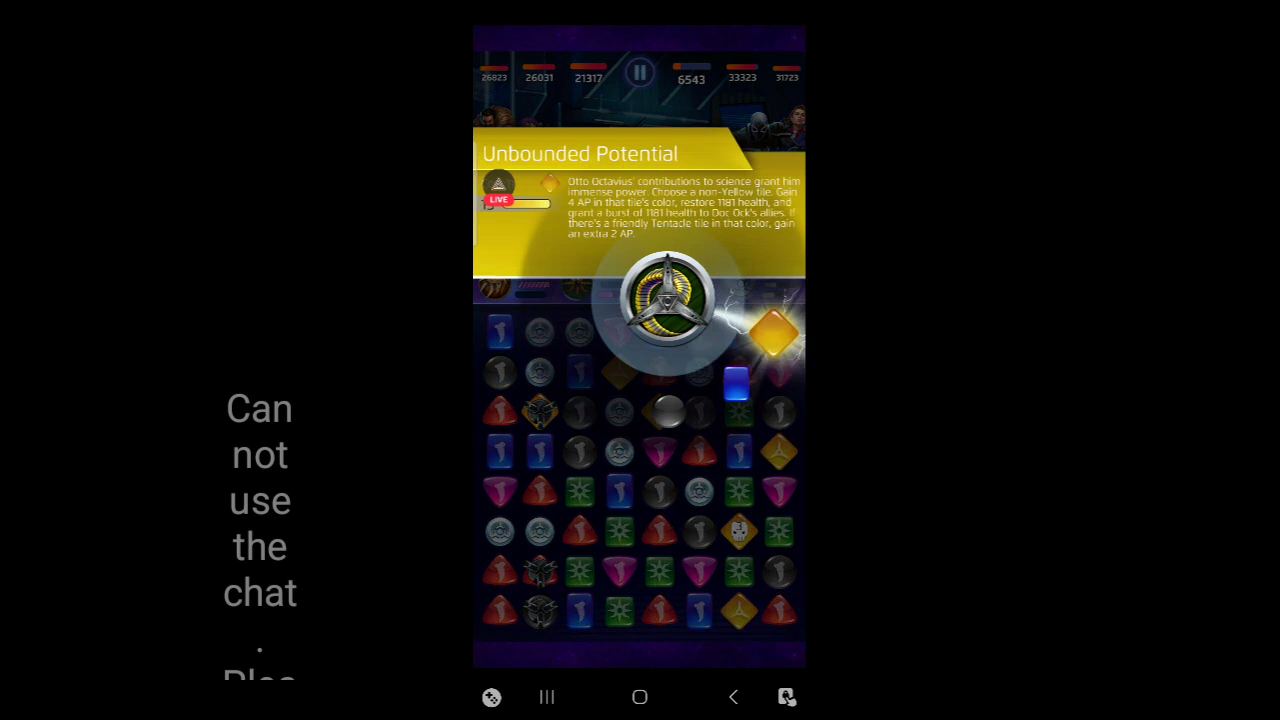 26823 26031 21317 6543 33323 31723
Unbounded Potential
Otto Octavius' contributions to science grant him
immense power. Choose a non-Yellow tile. Gain
4 AP in that tile's color, restore 1181 health, and
grant a burst of 1181 health to Doc Ock's allies. If
there's a friendly Tentacle tile in that color, gain
an extra 2 AP.
LIVE
Can
not
use
the
chat
.